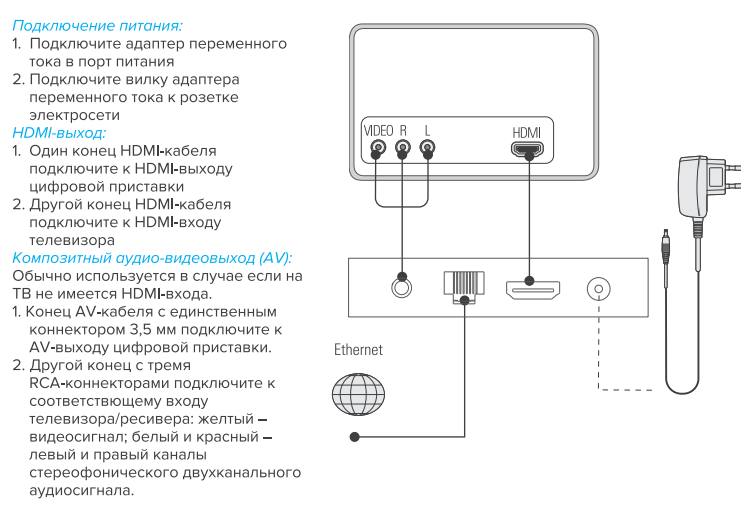 Подключение питания:
1. Подключите адаптер переменного
тока в порт питания
2. Подключите вилку адаптера
переменного тока к розетке
электросети
HDMI-выход:
1. Один конец HDMI-кабеля
подключите к HDMI-выходу
цифровой приставки
2. Другой конец HDMI-кабеля
подключите к HDMI-входу
телевизора
Композитный аудио-видеовыход (AV):
Обычно используется в случае если на
ТВ не имеется HDMI-входа.
1. Конец AV-кабеля с единственным
коннектором 3,5 мм подключите к
AV-выходу цифровой приставки.
2. Другой конец с тремя
RCA-коннекторами подключите к
соответствющему входу
телевизора/ресивера: желтый –
видеосигнал; белый и красный –
левый и правый каналы
стереофонического двухканального
аудиосигнала.
VIDEO R L HDMI
Ethernet